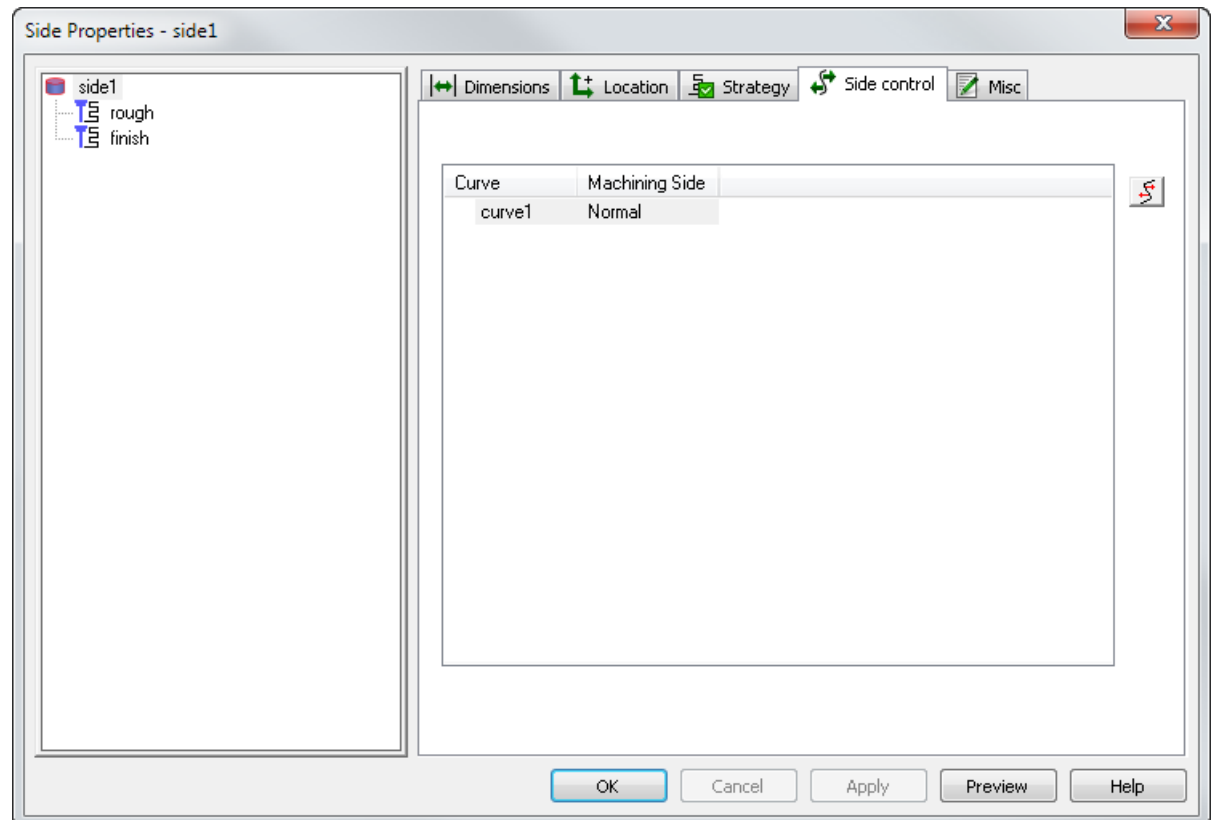 Side Properties - side1
side1
rough
finish
Dimensions Location Strategy Side control Misc
Curve Machining Side
curve1 Normal
OK Cancel Apply Preview Help